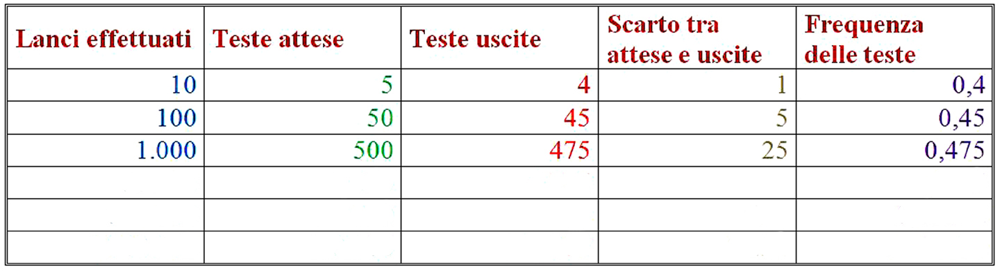 Lanci effettuati Teste attese Teste uscite Scarto tra attese e uscite Frequenza delle teste
10 5 4 1 0,4
100 50 45 5 0,45
1.000 500 475 25 0,475